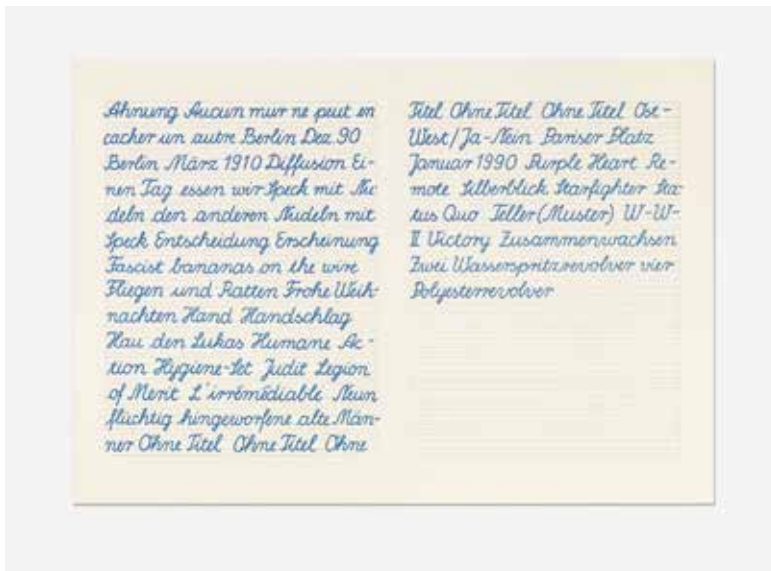 Ahnung Aucun mur ne peut en
cacher un autre Berlin Dez. 90
Berlin März 1910 Diffusion Ei-
nen Tag essen wir Speck mit Nu
deln den anderen Nudeln mit
Speck Entscheidung Erscheinung
Fascist bananas on the wire
Fliegen und Ratten Frohe Weih-
nachten Hand Handschlag
Hau den Lukas Humane Ac-
tion Hygiene-Set Judit Legion
of Merit L'irrémédiable Neun
flüchtig hingeworfene alte Män-
ner Ohne Titel Ohne Titel Ohne
Titel Ohne Titel Ohne Titel Ost-
West/Ja-Nein Pariser Platz
Januar 1990 Purple Heart Re-
mote Silberblick Starfighter Sta
tus Quo Teller (Muster) W-W-
II Victory Zusammenwachsen
Zwei Wasserspritzrevolver vier
Polyesterrevolver